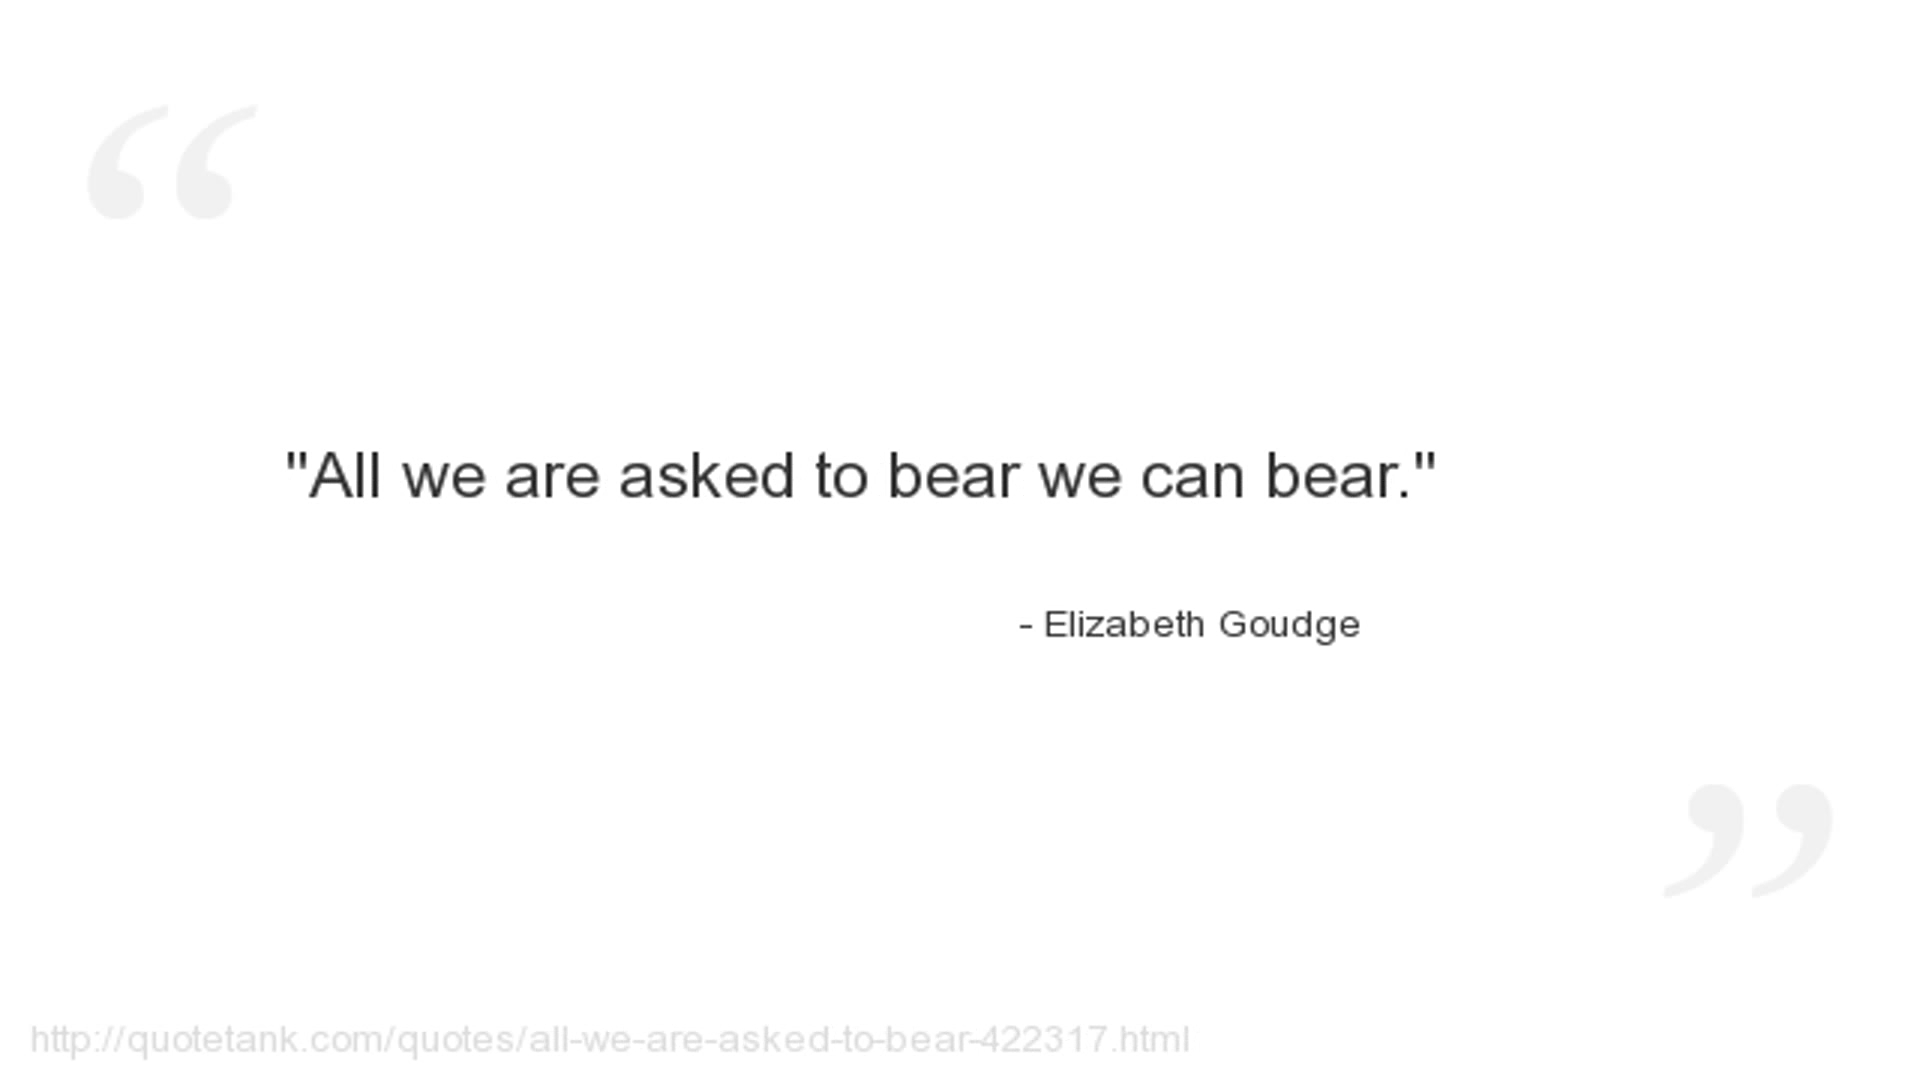 "All we are asked to bear we can bear."
- Elizabeth Goudge
http://quotetank.com/quotes/all-we-are-asked-to-bear-422317.html